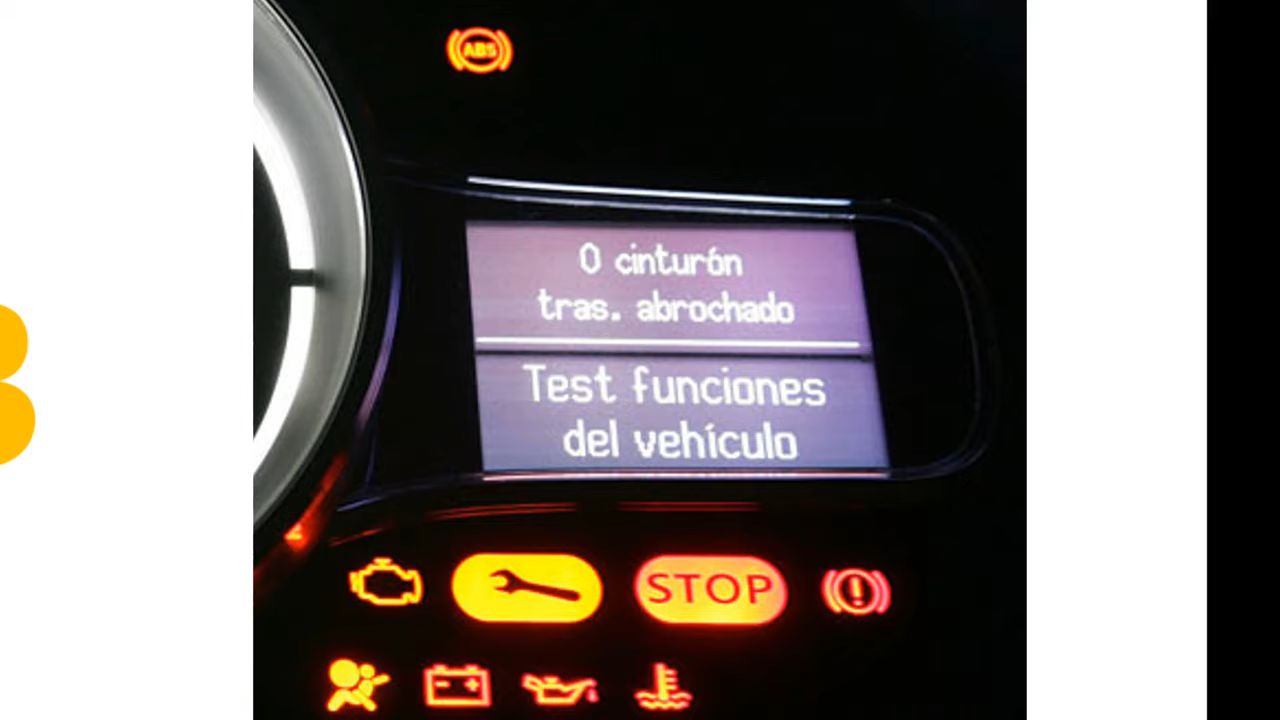 ABS
0 cinturón
tras. abrochado
Test funciones
del vehículo
STOP